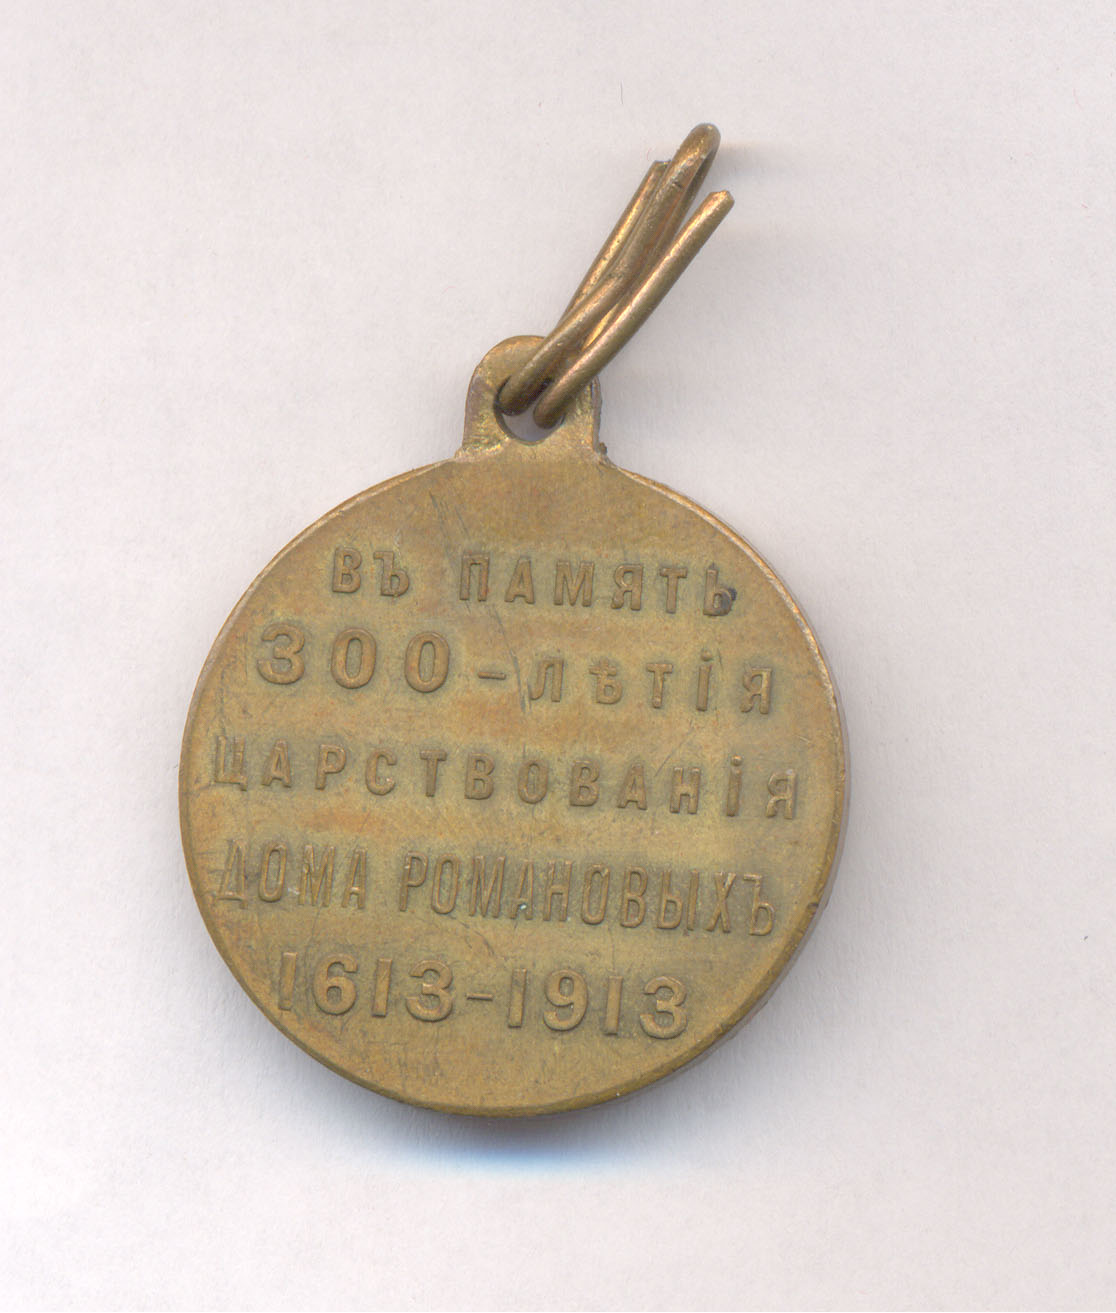 ВЪ ПАМЯТЬ
300-ЛѢТІЯ
ЦАРСТВОВАНІЯ
ДОМА РОМАНОВЫХЪ
1613-1913